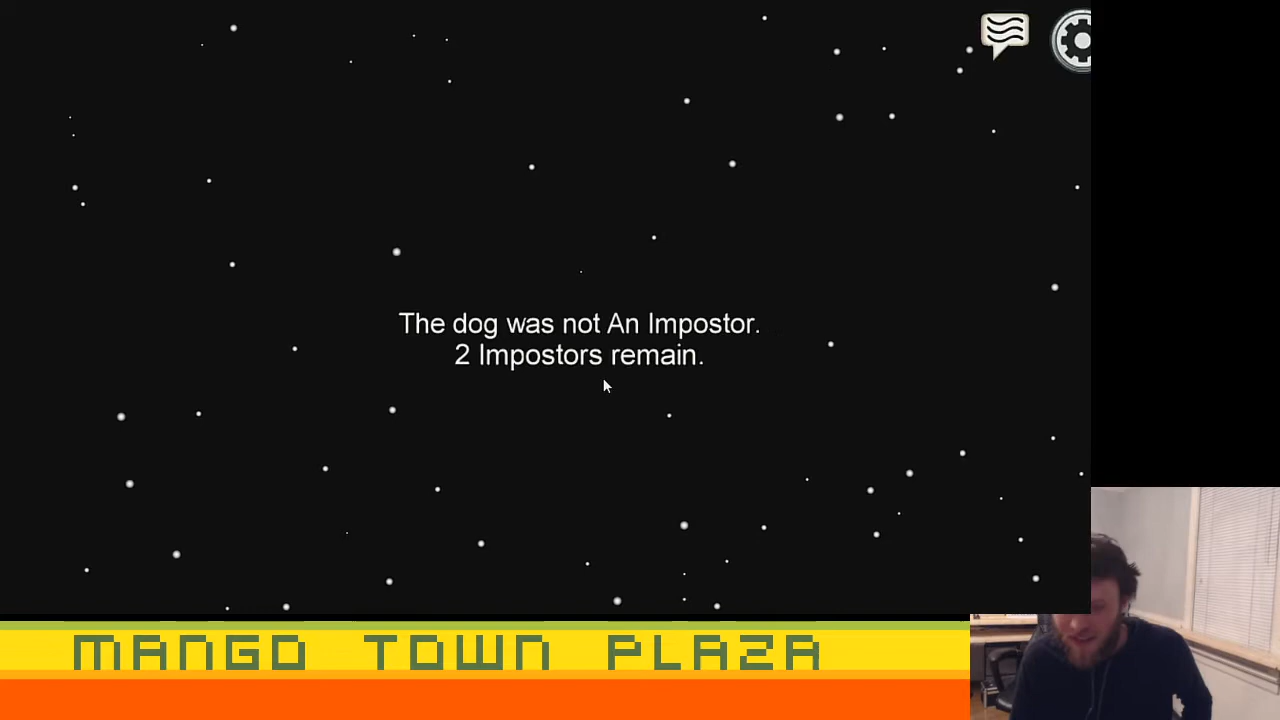 The dog was not An Impostor.
2 Impostors remain.
MANGO TOWN PLAZA